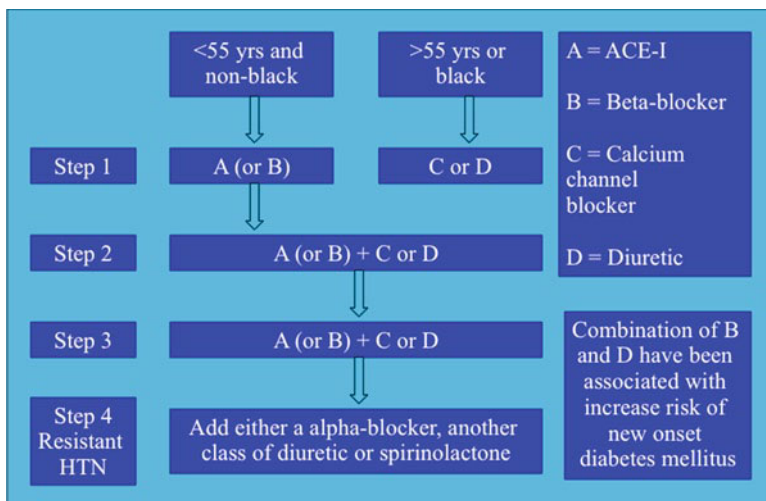 <55 yrs and
non-black
>55 yrs or
black
A = ACE-I
B = Beta-blocker
C = Calcium
channel
blocker
D = Diuretic
Step 1
A (or B)
C or D
Step 2
A (or B) + C or D
Step 3
A (or B) + C or D
Step 4
Resistant
HTN
Add either a alpha-blocker, another
class of diuretic or spirinolactone
Combination of B
and D have been
associated with
increase risk of
new onset
diabetes mellitus